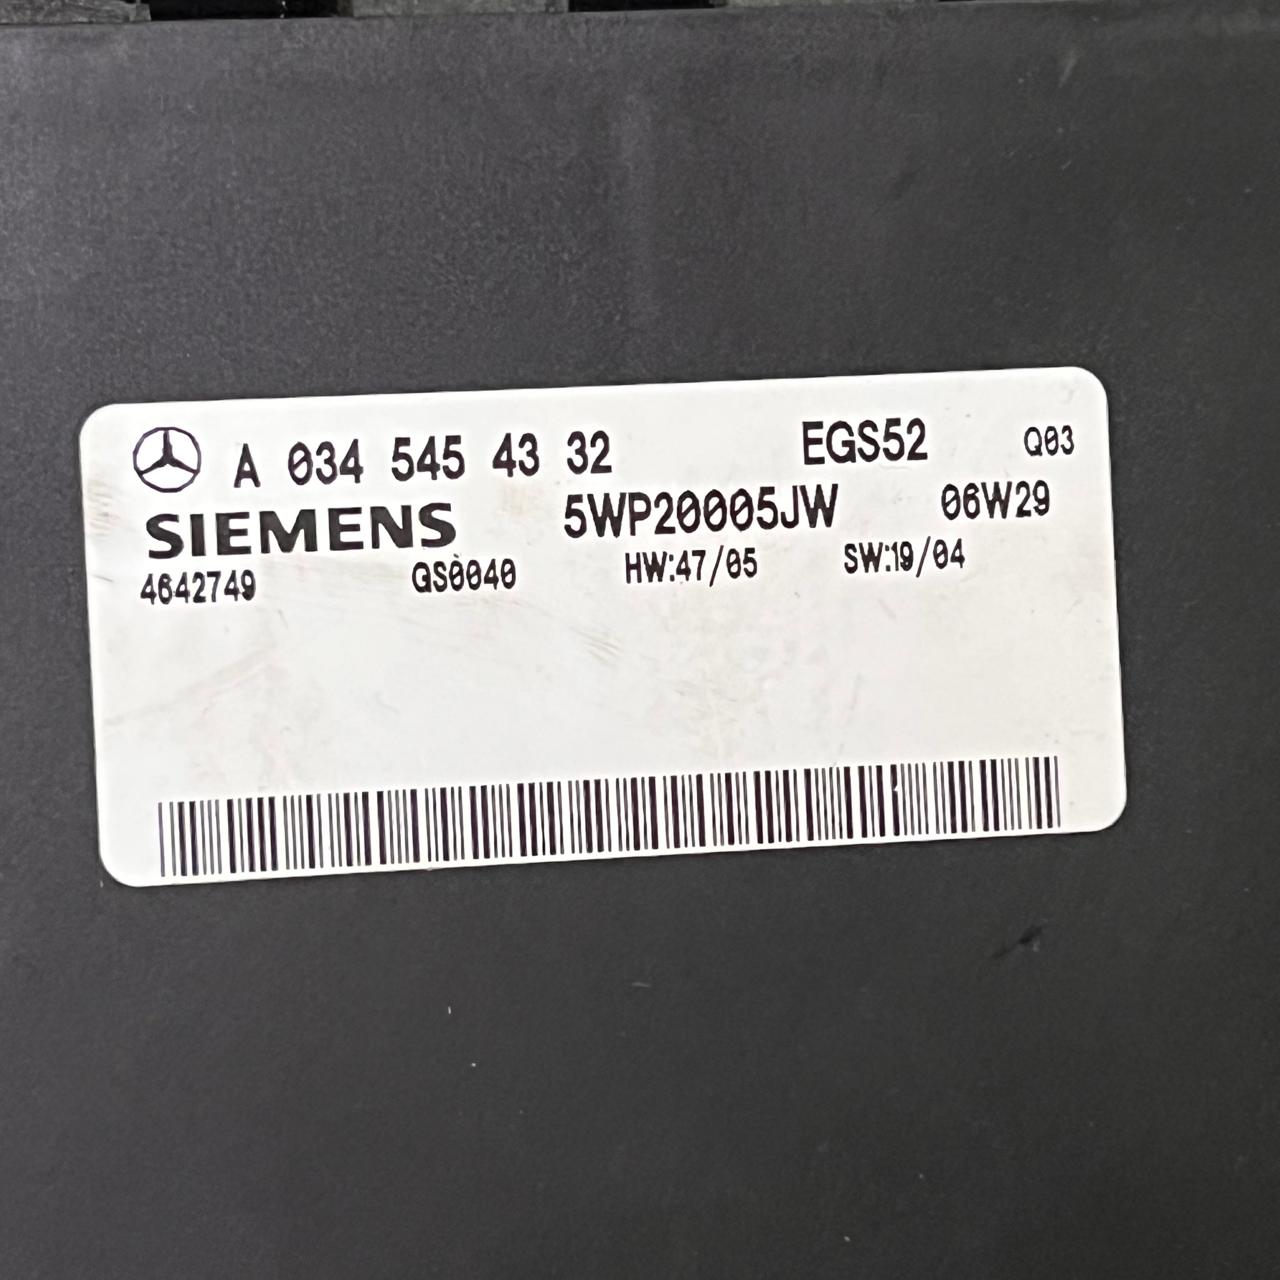 A 034 545 43 32 EGS52 Q03
SIEMENS 5WP20005JW 06W29
4642749 QS0040 HW:47/05 SW:19/04